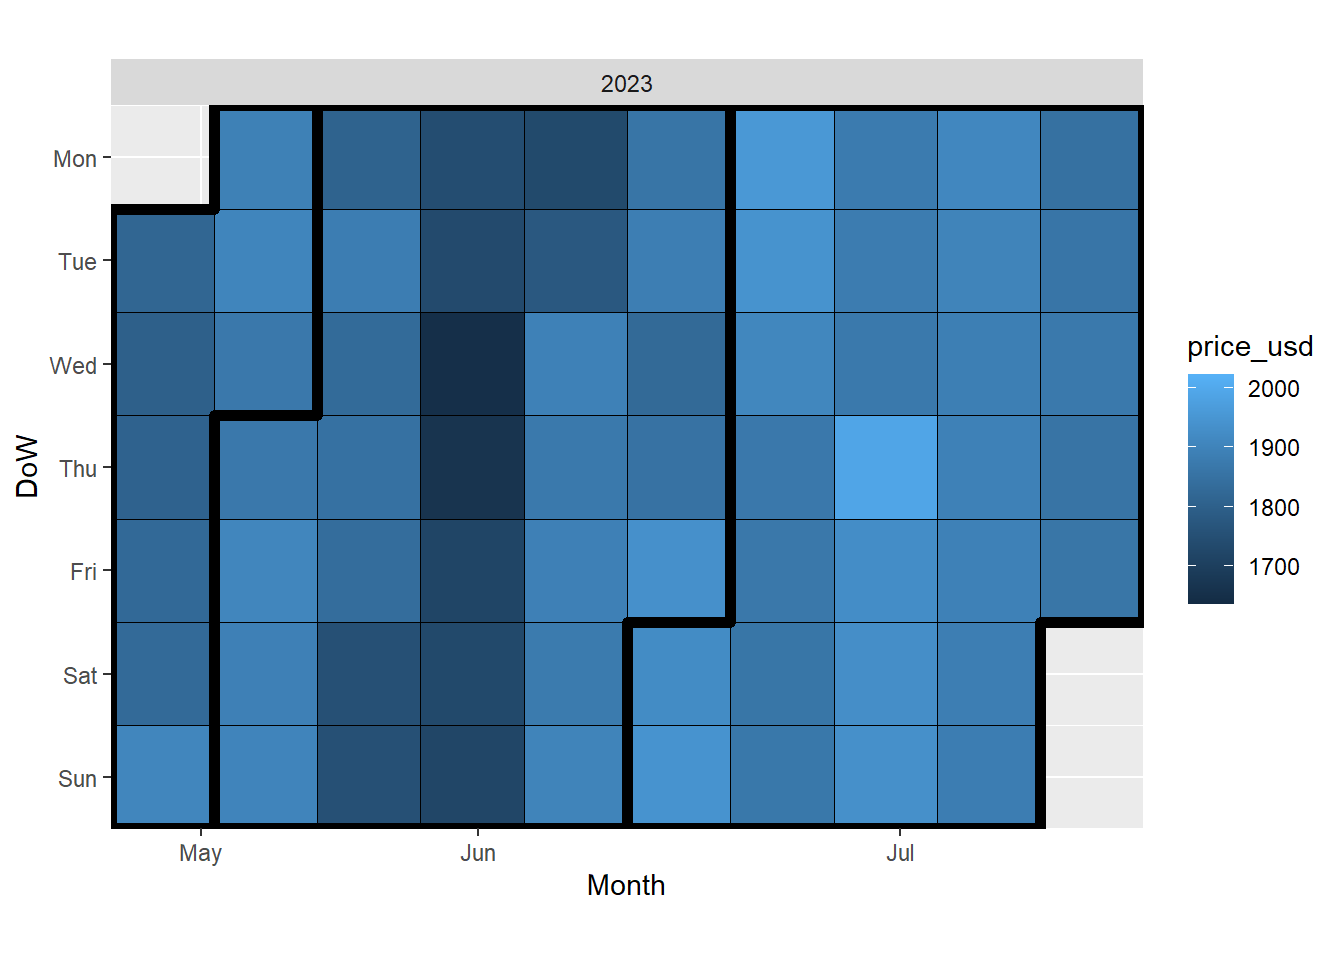 2023
Mon
Tue
Wed
Thu
Fri
Sat
Sun
DoW
May Jun Jul
Month
price_usd
2000
1900
1800
1700